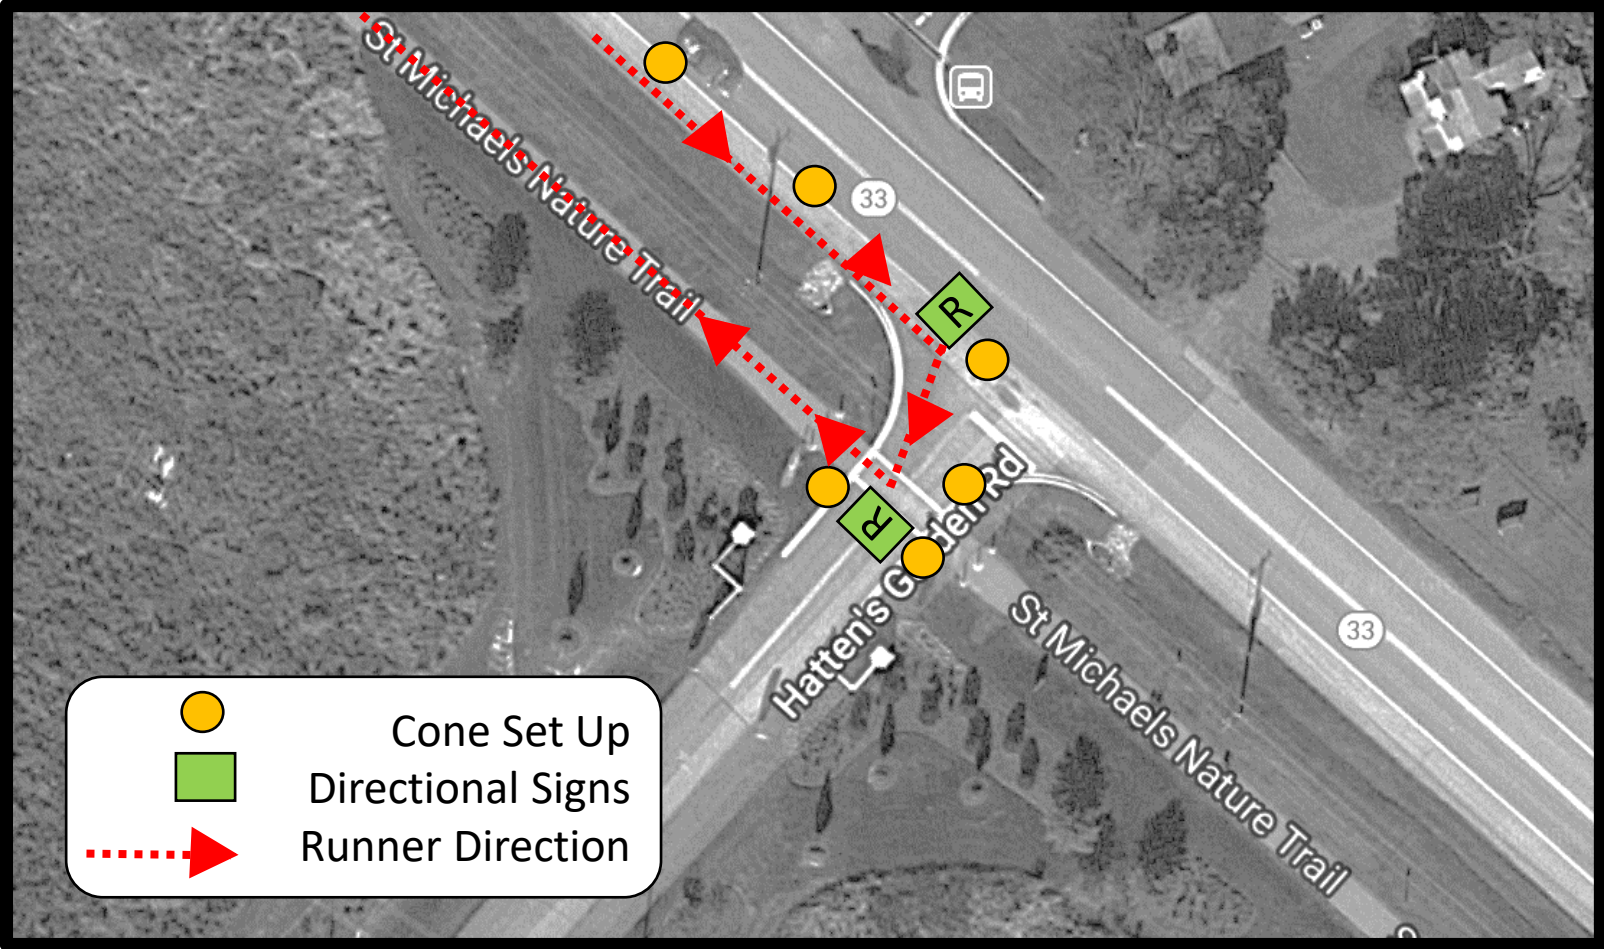 St Michaels Nature Trail
33
R
R
Hatten's G den Rd
St Michaels Nature Trail
33
Cone Set Up
Directional Signs
Runner Direction